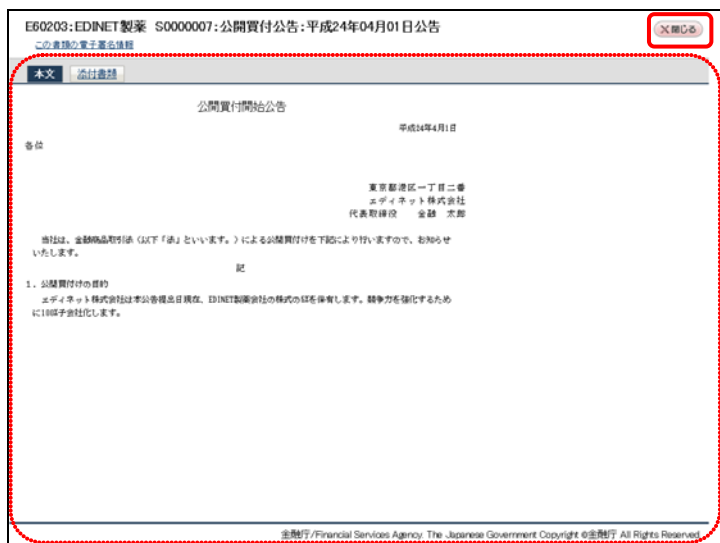 E60203:EDINET製薬 S0000007:公開買付公告:平成24年04月01日公告
×閉じる
この書類の電子署名情報
本文 添付書類
公開買付開始公告
平成24年4月1日
各位
東京都港区一丁目二番
エディネット株式会社
代表取締役 金融 太郎
当社は、金融商品取引法（以下「法」といいます。）による公開買付けを下記により行いますので、お知らせ
いたします。
記
1．公開買付けの目的
エディネット株式会社は本公告提出日現在、EDINET製薬会社の株式の を保有します。競争力を強化するため
に 子会社化します。
金融庁/Financial Services Agency. The Japanese Government Copyright ©金融庁 All Rights Reserved.